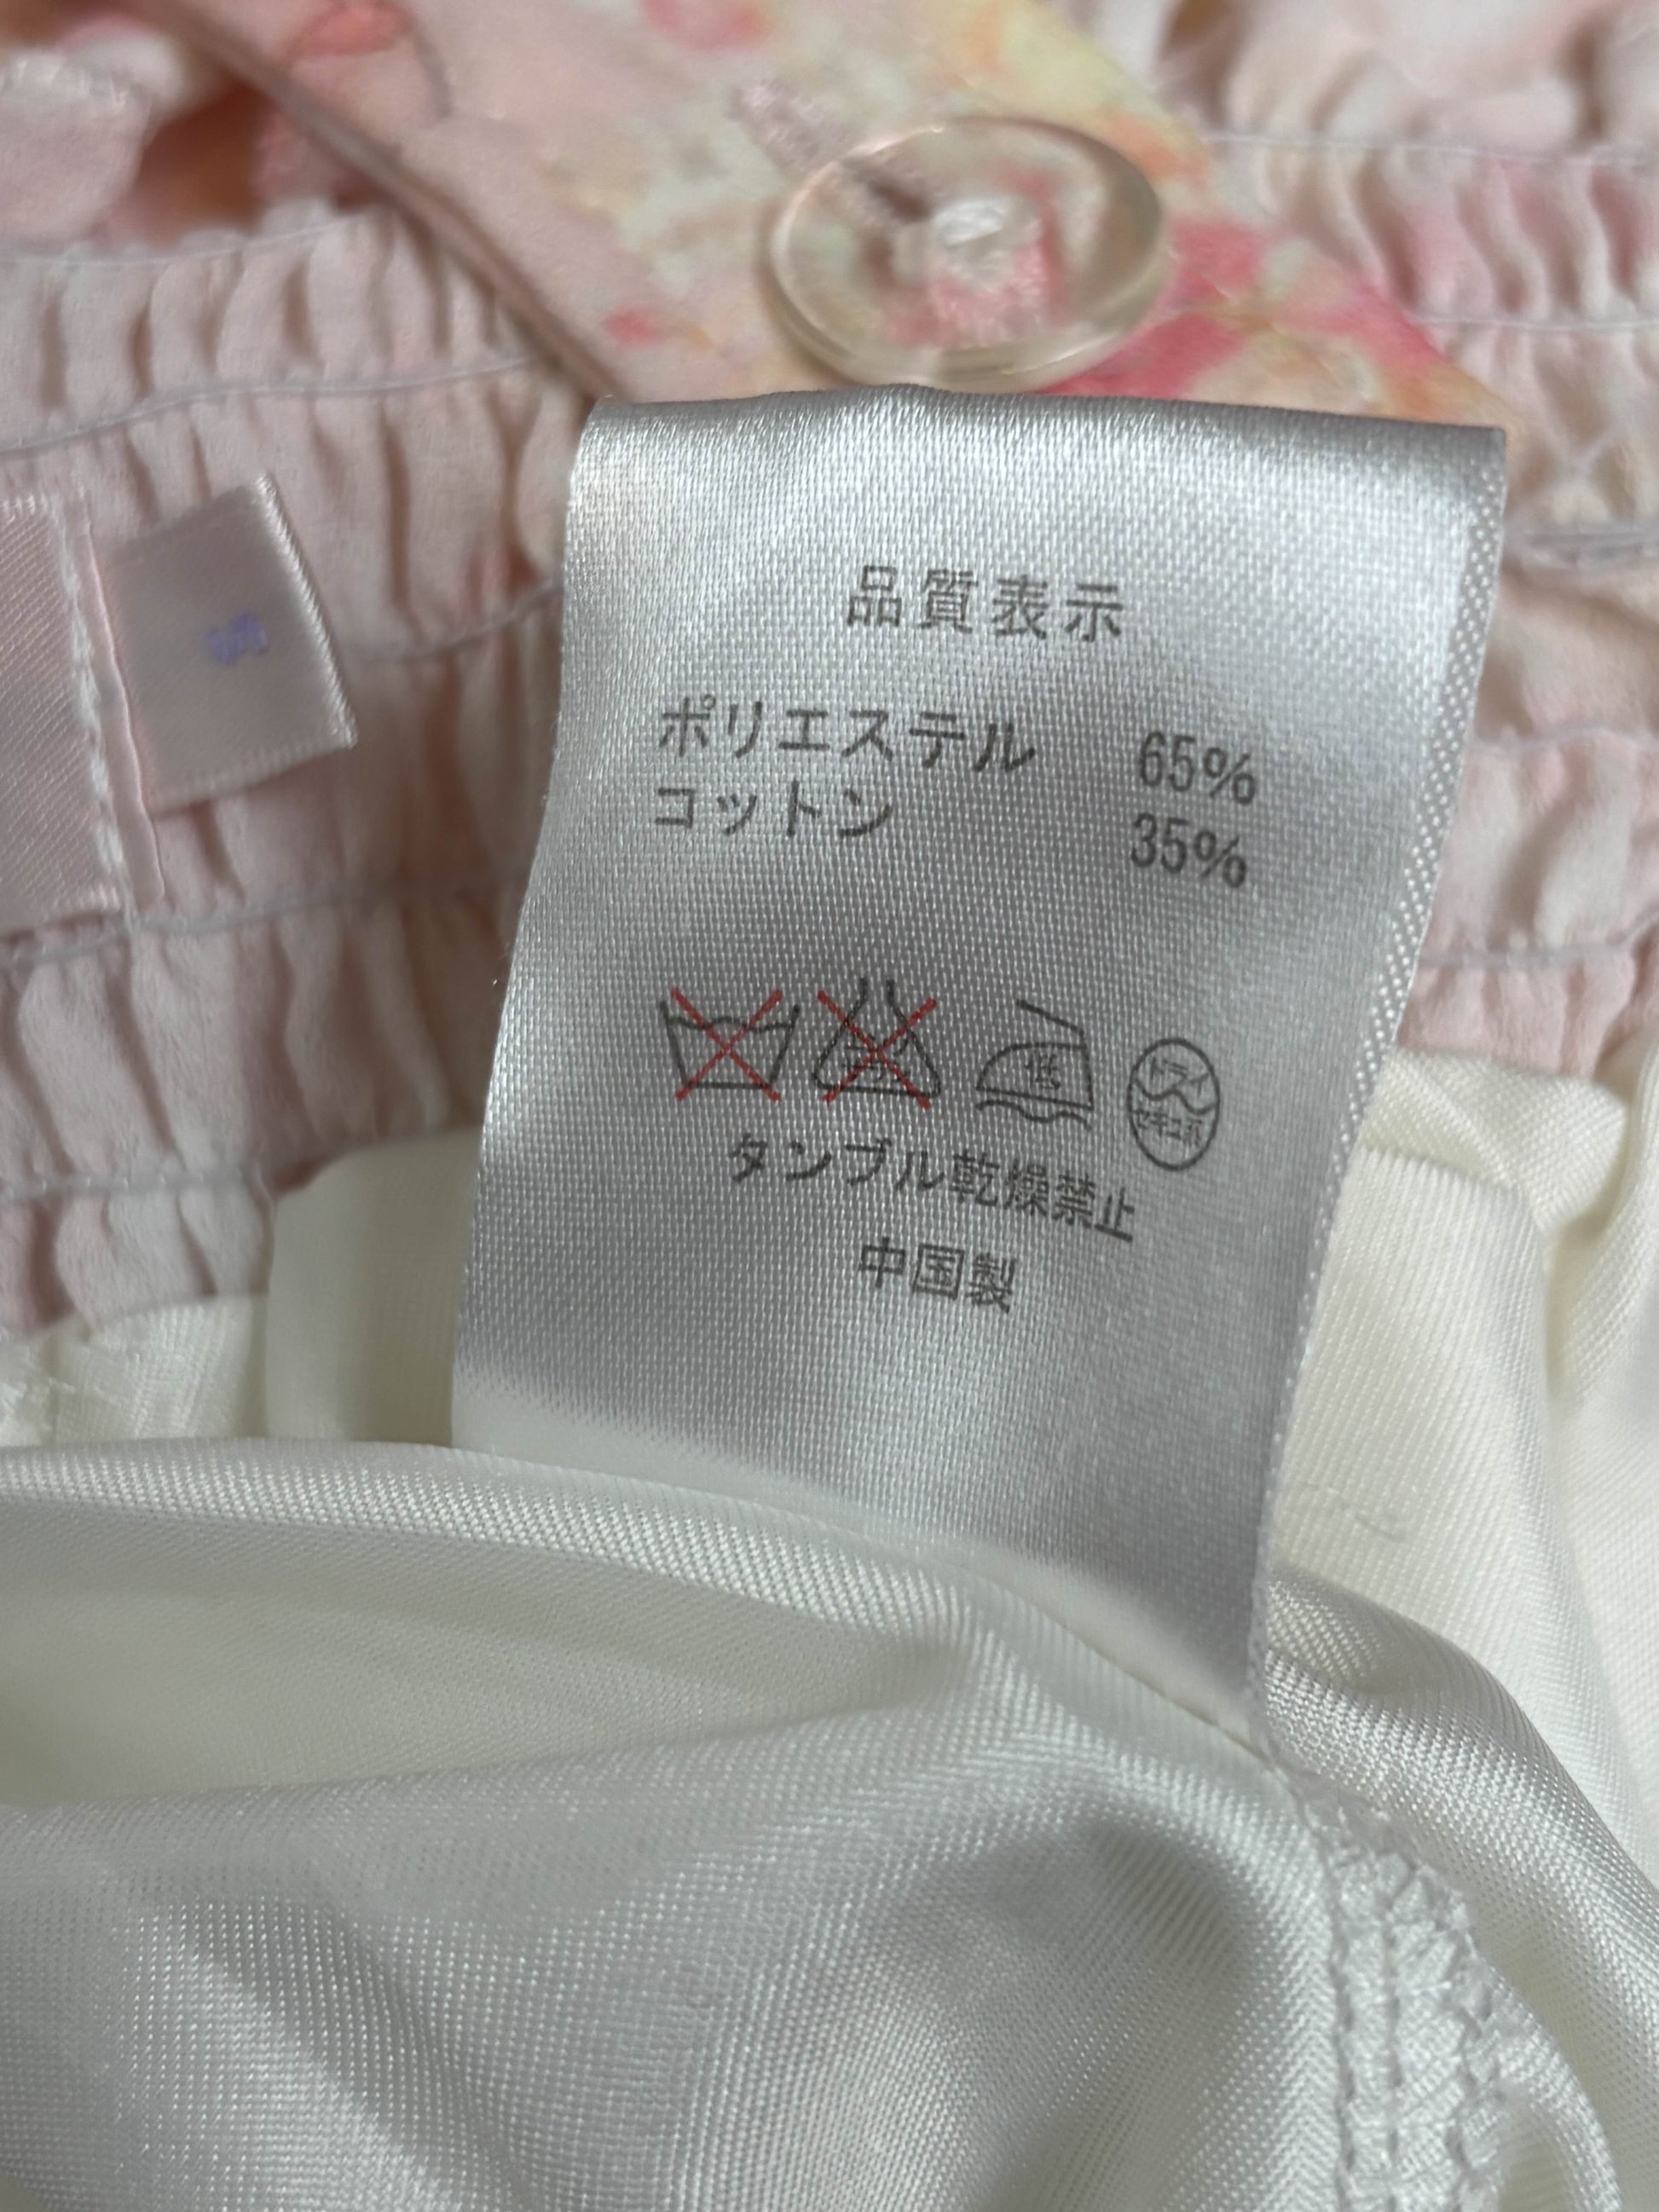 S
品質表示
ポリエステル 65%
コットン 35%
低
ドライ
セキユ系
タンブル乾燥禁止
中国製